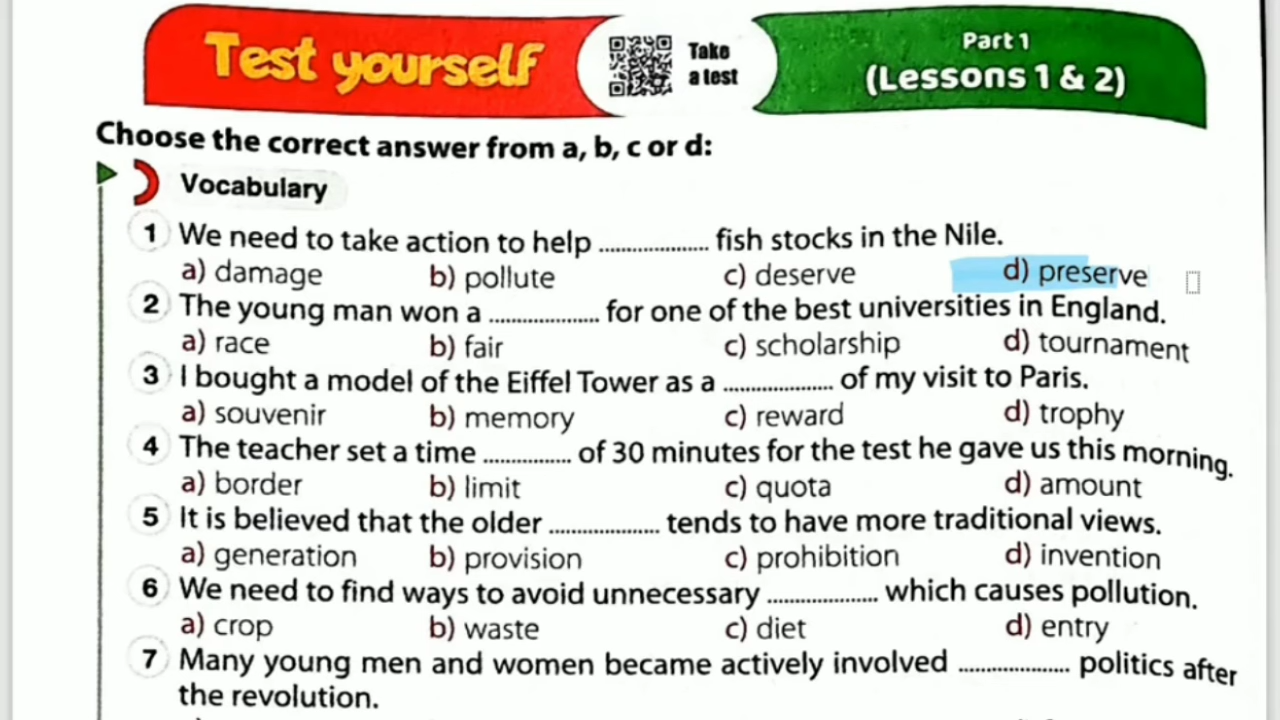 Test yourself
Take
a test
Part 1
(Lessons 1 & 2)
Choose the correct answer from a, b, c or d:
Vocabulary
1 We need to take action to help .................... fish stocks in the Nile.
a) damage b) pollute c) deserve d) preserve
2 The young man won a .................... for one of the best universities in England.
a) race b) fair c) scholarship d) tournament
3 I bought a model of the Eiffel Tower as a .................... of my visit to Paris.
a) souvenir b) memory c) reward d) trophy
4 The teacher set a time ................ of 30 minutes for the test he gave us this morning.
a) border b) limit c) quota d) amount
5 It is believed that the older .................... tends to have more traditional views.
a) generation b) provision c) prohibition d) invention
6 We need to find ways to avoid unnecessary .................... which causes pollution.
a) crop b) waste c) diet d) entry
7 Many young men and women became actively involved .................... politics after
the revolution.